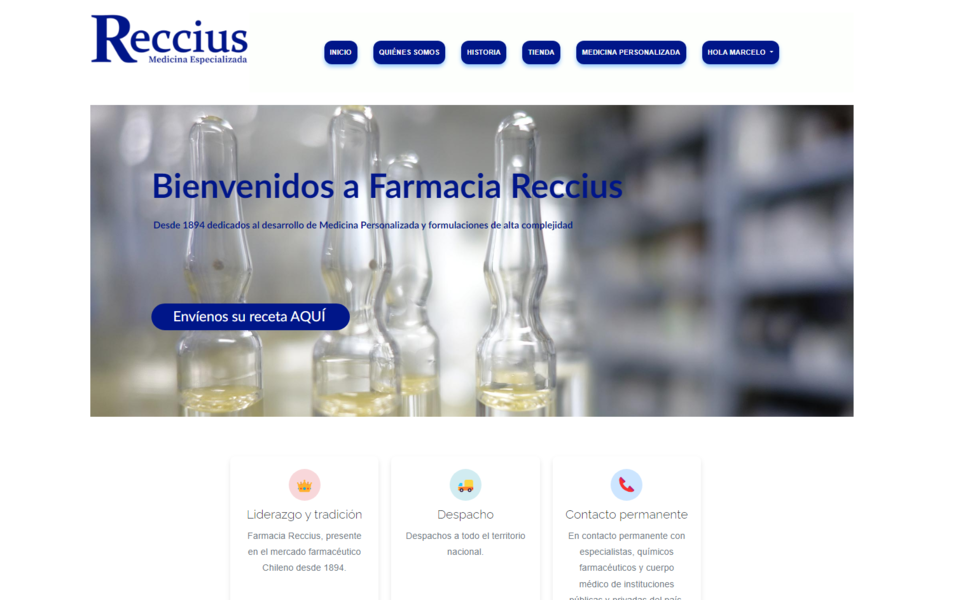 Reccius
Medicina Especializada
INICIO
QUIÉNES SOMOS
HISTORIA
TIENDA
MEDICINA PERSONALIZADA
HOLA MARCELO
Bienvenidos a Farmacia Reccius
Desde 1894 dedicados al desarrollo de Medicina Personalizada y formulaciones de alta complejidad
Envíenos su receta AQUÍ
Liderazgo y tradición
Farmacia Reccius, presente
en el mercado farmacéutico
Chileno desde 1894.
Despacho
Despachos a todo el territorio
nacional.
Contacto permanente
En contacto permanente con
especialistas, químicos
farmacéuticos y cuerpo
médico de instituciones
públicas y privadas del país.